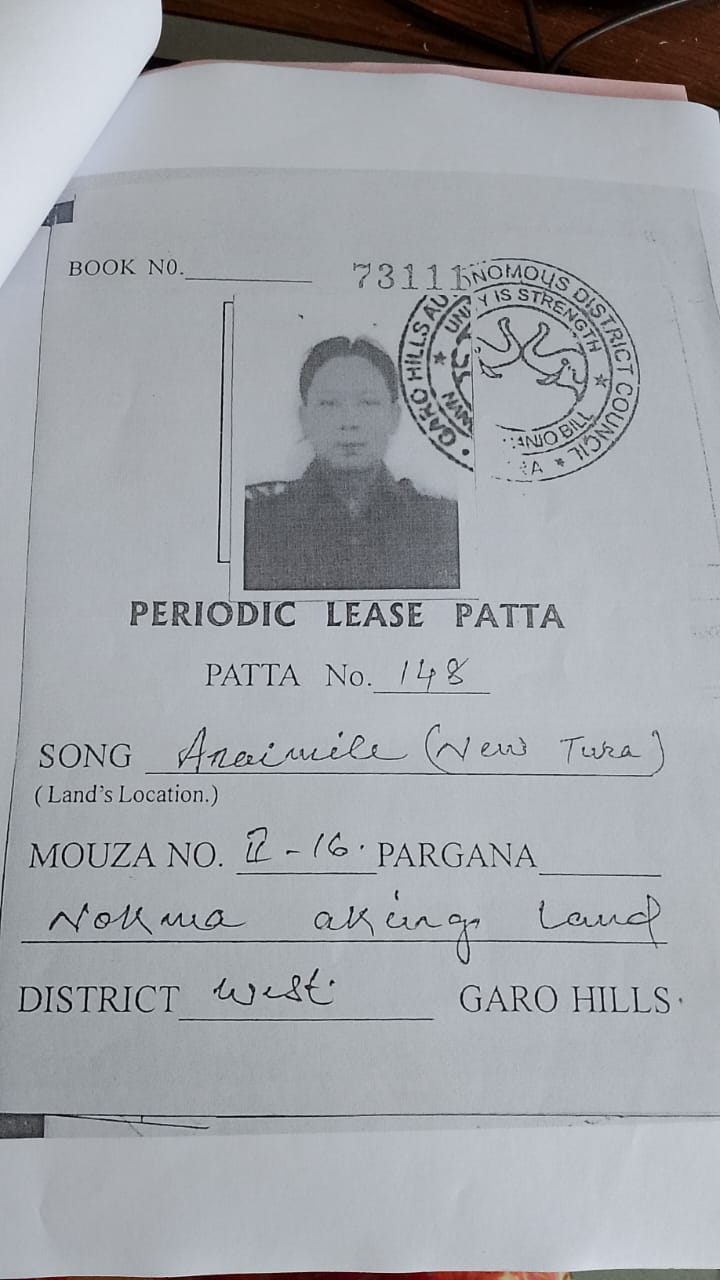 BOOK NO.
73111
GARO HILLS AUTONOMOUS DISTRICT COUNCIL
UNITY IS STRENGTH
PERIODIC LEASE PATTA
PATTA No. 148
SONG Araimile (New Tura)
(Land's Location.)
MOUZA NO. II-16. PARGANA
Nokma aking Land
DISTRICT West. GARO HILLS.